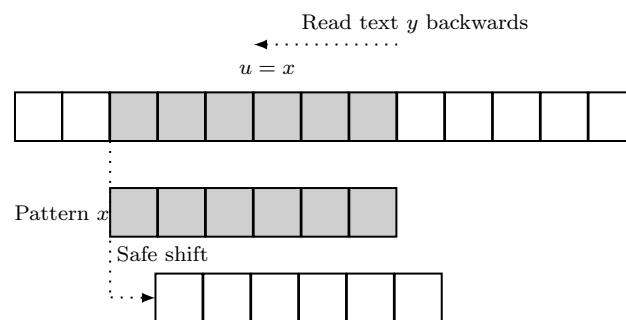 Read text y backwards
u = x
Pattern x
Safe shift